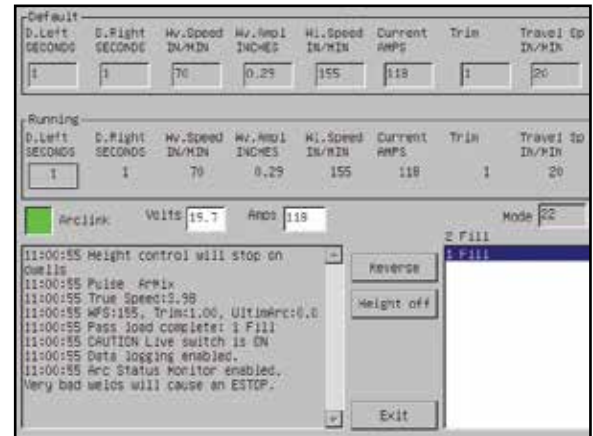 Default
D.Left D.Right Wv.Speed Wv.Ampl Wi.Speed Current Trim Travel Sp
SECONDS SECONDS IN/MIN INCHES IN/MIN AMPS IN/MIN
1 1 70 0.29 155 118 1 20
Running
D.Left D.Right Wv.Speed Wv.Ampl Wi.Speed Current Trim Travel Sp
SECONDS SECONDS IN/MIN INCHES IN/MIN AMPS IN/MIN
1 1 70 0.29 155 118 1 20
Arclink Volts 19.7 Amps 118 Mode 22
2 Fill
1 Fill
11:00:55 Height control will stop on
dwells
11:00:55 Pulse
11:00:55 True Speed:3.98
11:00:55 WFS:155, Trim:1.00, UltimArc:0.0
11:00:55 Pass load complete: 1 Fill
11:00:55 CAUTION Live switch is ON
11:00:55 Data logging enabled.
11:00:55 Arc Status Monitor enabled.
Very bad welds will cause an ESTOP.
Reverse
Height off
Exit